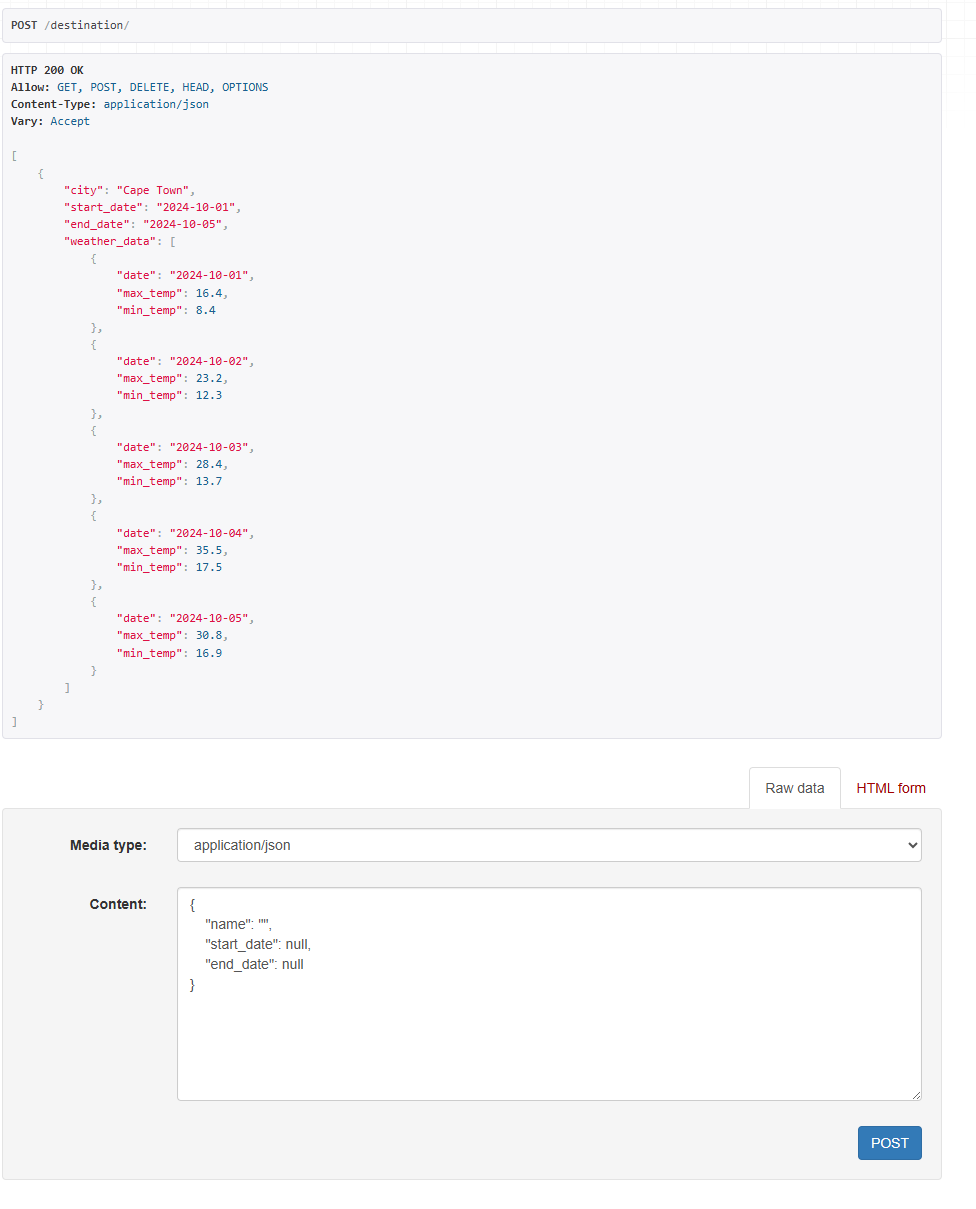 POST /destination/
HTTP 200 OK
Allow: GET, POST, DELETE, HEAD, OPTIONS
Content-Type: application/json
Vary: Accept
[
    {
        "city": "Cape Town",
        "start_date": "2024-10-01",
        "end_date": "2024-10-05",
        "weather_data": [
            {
                "date": "2024-10-01",
                "max_temp": 16.4,
                "min_temp": 8.4
            },
            {
                "date": "2024-10-02",
                "max_temp": 23.2,
                "min_temp": 12.3
            },
            {
                "date": "2024-10-03",
                "max_temp": 28.4,
                "min_temp": 13.7
            },
            {
                "date": "2024-10-04",
                "max_temp": 35.5,
                "min_temp": 17.5
            },
            {
                "date": "2024-10-05",
                "max_temp": 30.8,
                "min_temp": 16.9
            }
        ]
    }
]
Raw data HTML form
Media type: application/json
Content: {
    "name": "",
    "start_date": null,
    "end_date": null
}
POST